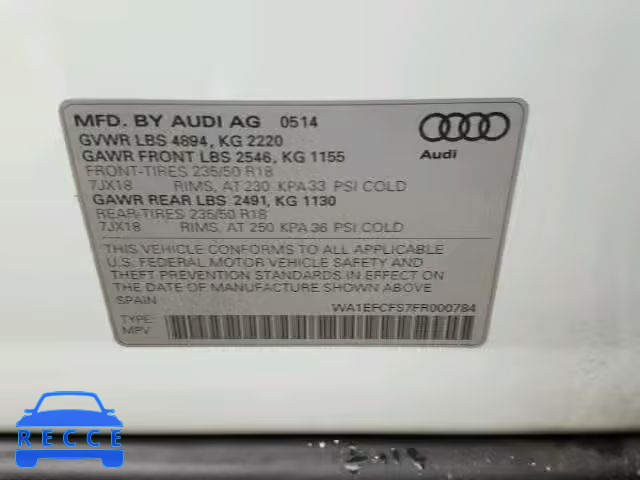 MFD. BY AUDI AG 0514
GVWR LBS 4894, KG 2220
GAWR FRONT LBS 2546, KG 1155
FRONT-TIRES 235/50 R18
7JX18 RIMS, AT 230 KPA 33 PSI COLD
GAWR REAR LBS 2491, KG 1130
REAR-TIRES 235/50 R18
7JX18 RIMS, AT 250 KPA 36 PSI COLD
THIS VEHICLE CONFORMS TO ALL APPLICABLE
U.S. FEDERAL MOTOR VEHICLE SAFETY AND
THEFT PREVENTION STANDARDS IN EFFECT ON
THE DATE OF MANUFACTURE SHOWN ABOVE.
SPAIN
WA1EFCFS7FR000784
TYPE:
MPV
Audi
RECCE